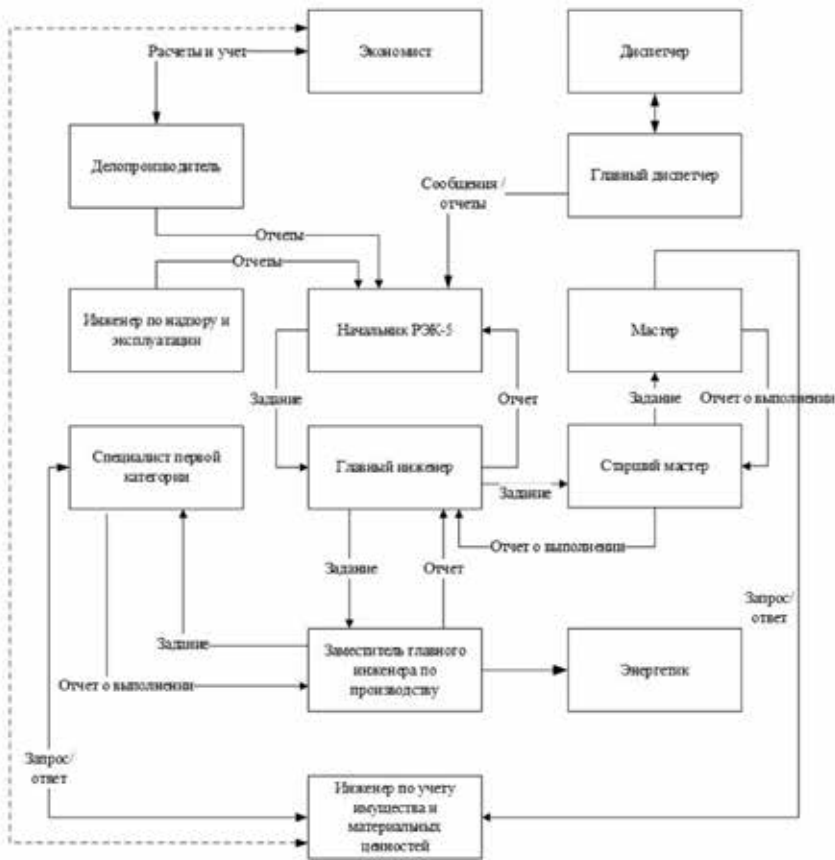 Экономист
Диспетчер
Расчеты и учет
Делопроизводитель
Главный диспетчер
Сообщения /
отчеты
Отчеты
Отчеты
Инженер по надзору и
эксплуатации
Начальник РЭК-5
Мастер
Задание
Отчет
Задание
Отчет о выполнении
Специалист первой
категории
Главный инженер
Старший мастер
Задание
Отчет о выполнении
Задание
Отчет
Запрос/
ответ
Задание
Заместитель главного
инженера по
производству
Энергетик
Отчет о выполнении
Запрос/
ответ
Инженер по учету
имущества и
материальных
ценностей